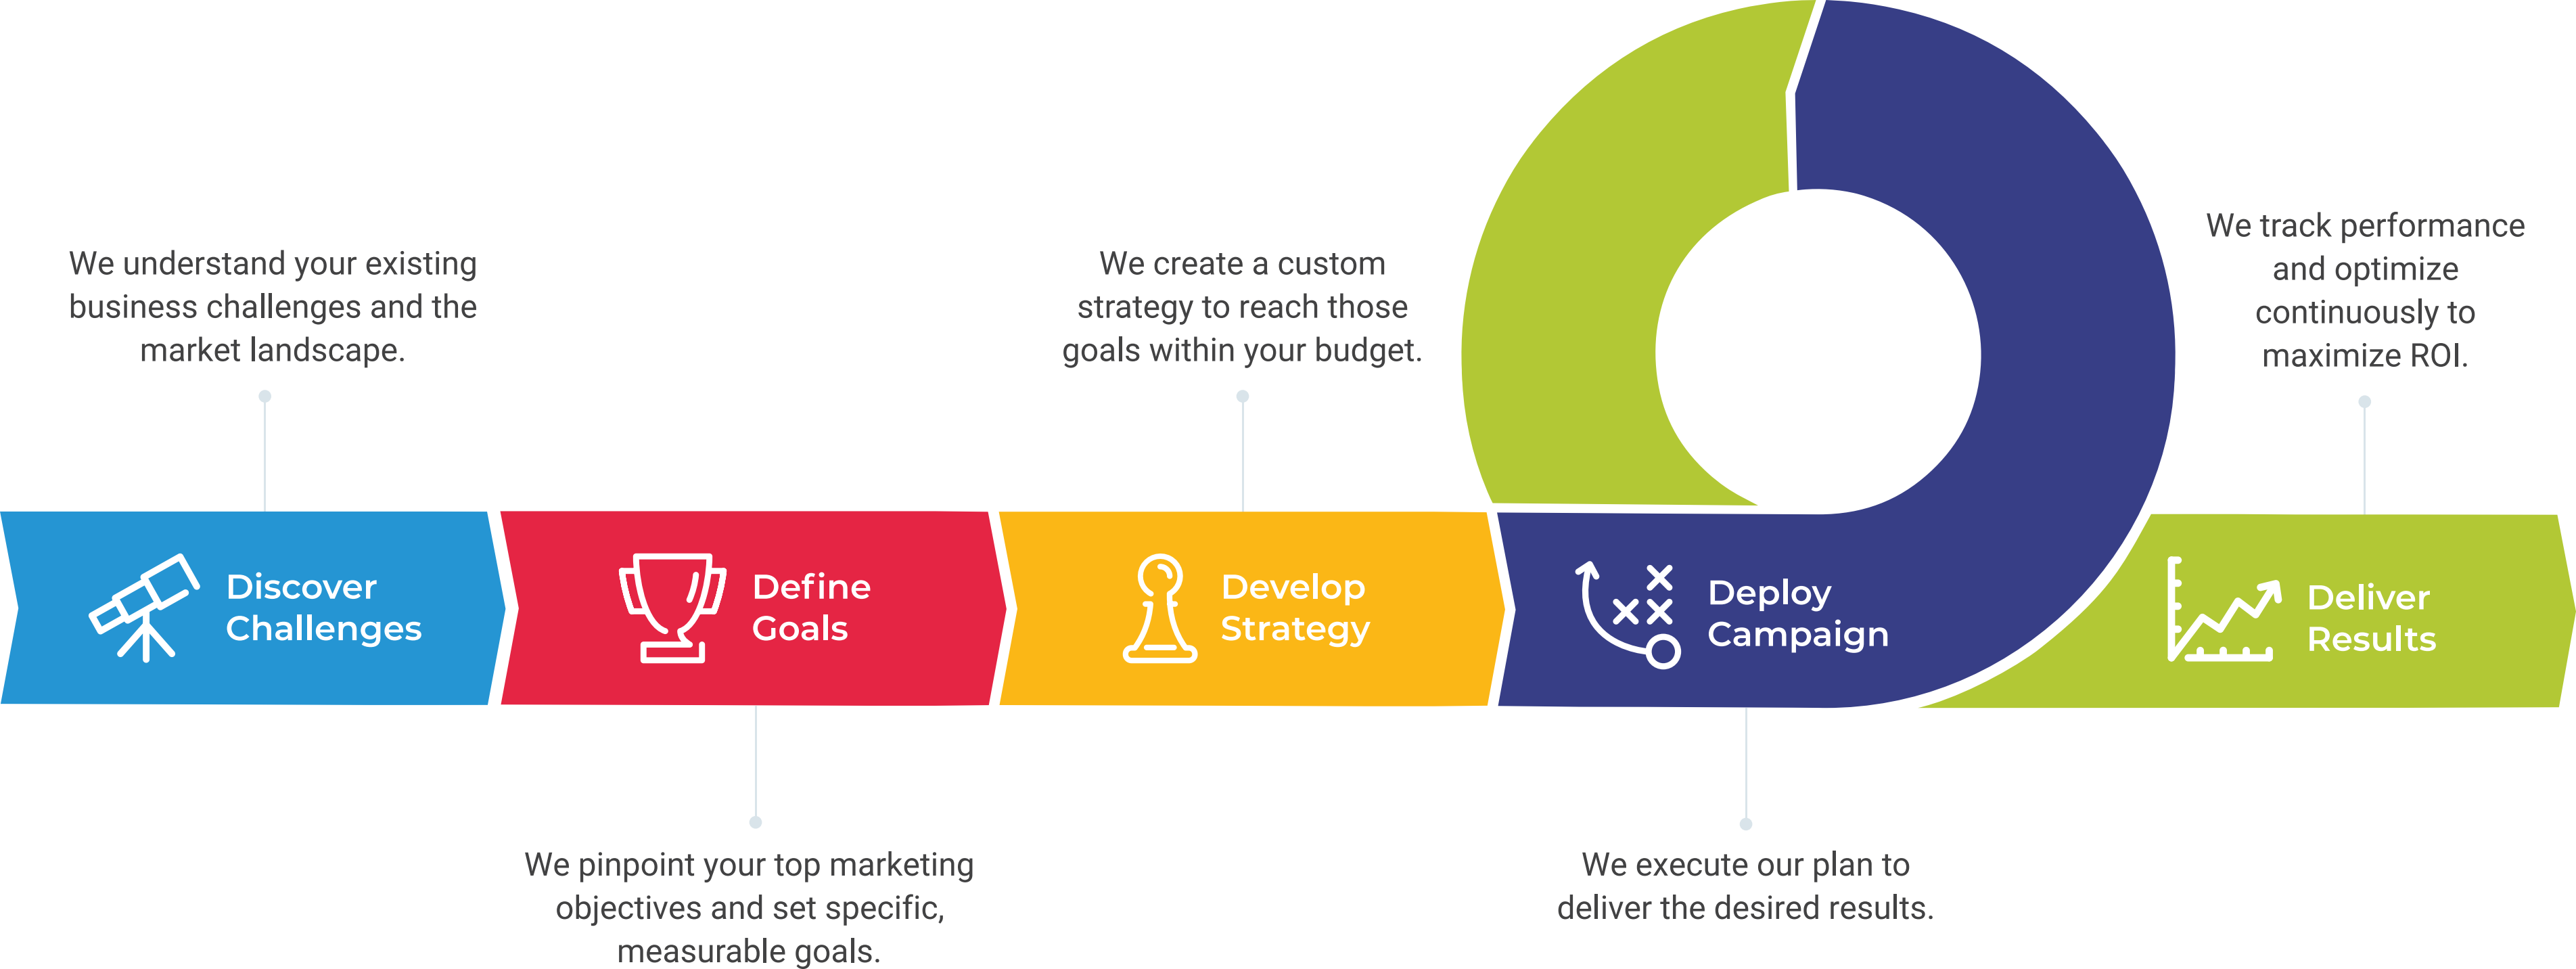 We understand your existing
business challenges and the
market landscape.
Discover
Challenges
Define
Goals
We pinpoint your top marketing
objectives and set specific,
measurable goals.
We create a custom
strategy to reach those
goals within your budget.
Develop
Strategy
Deploy
Campaign
We execute our plan to
deliver the desired results.
We track performance
and optimize
continuously to
maximize ROI.
Deliver
Results